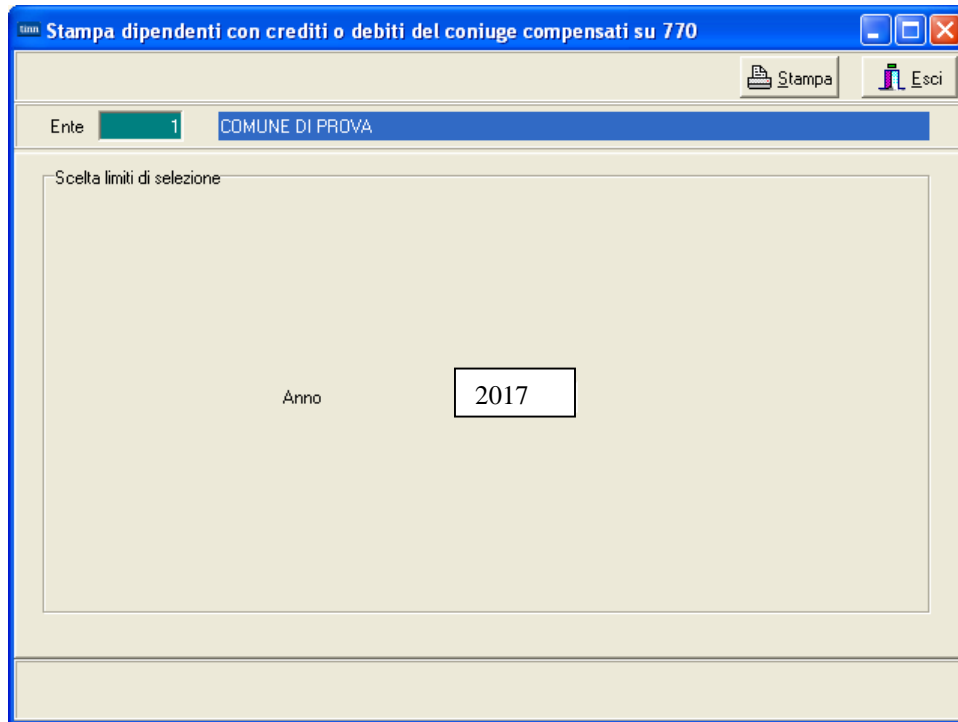 tinn Stampa dipendenti con crediti o debiti del coniuge compensati su 770
Stampa Esci
Ente 1 COMUNE DI PROVA
Scelta limiti di selezione
Anno 2017